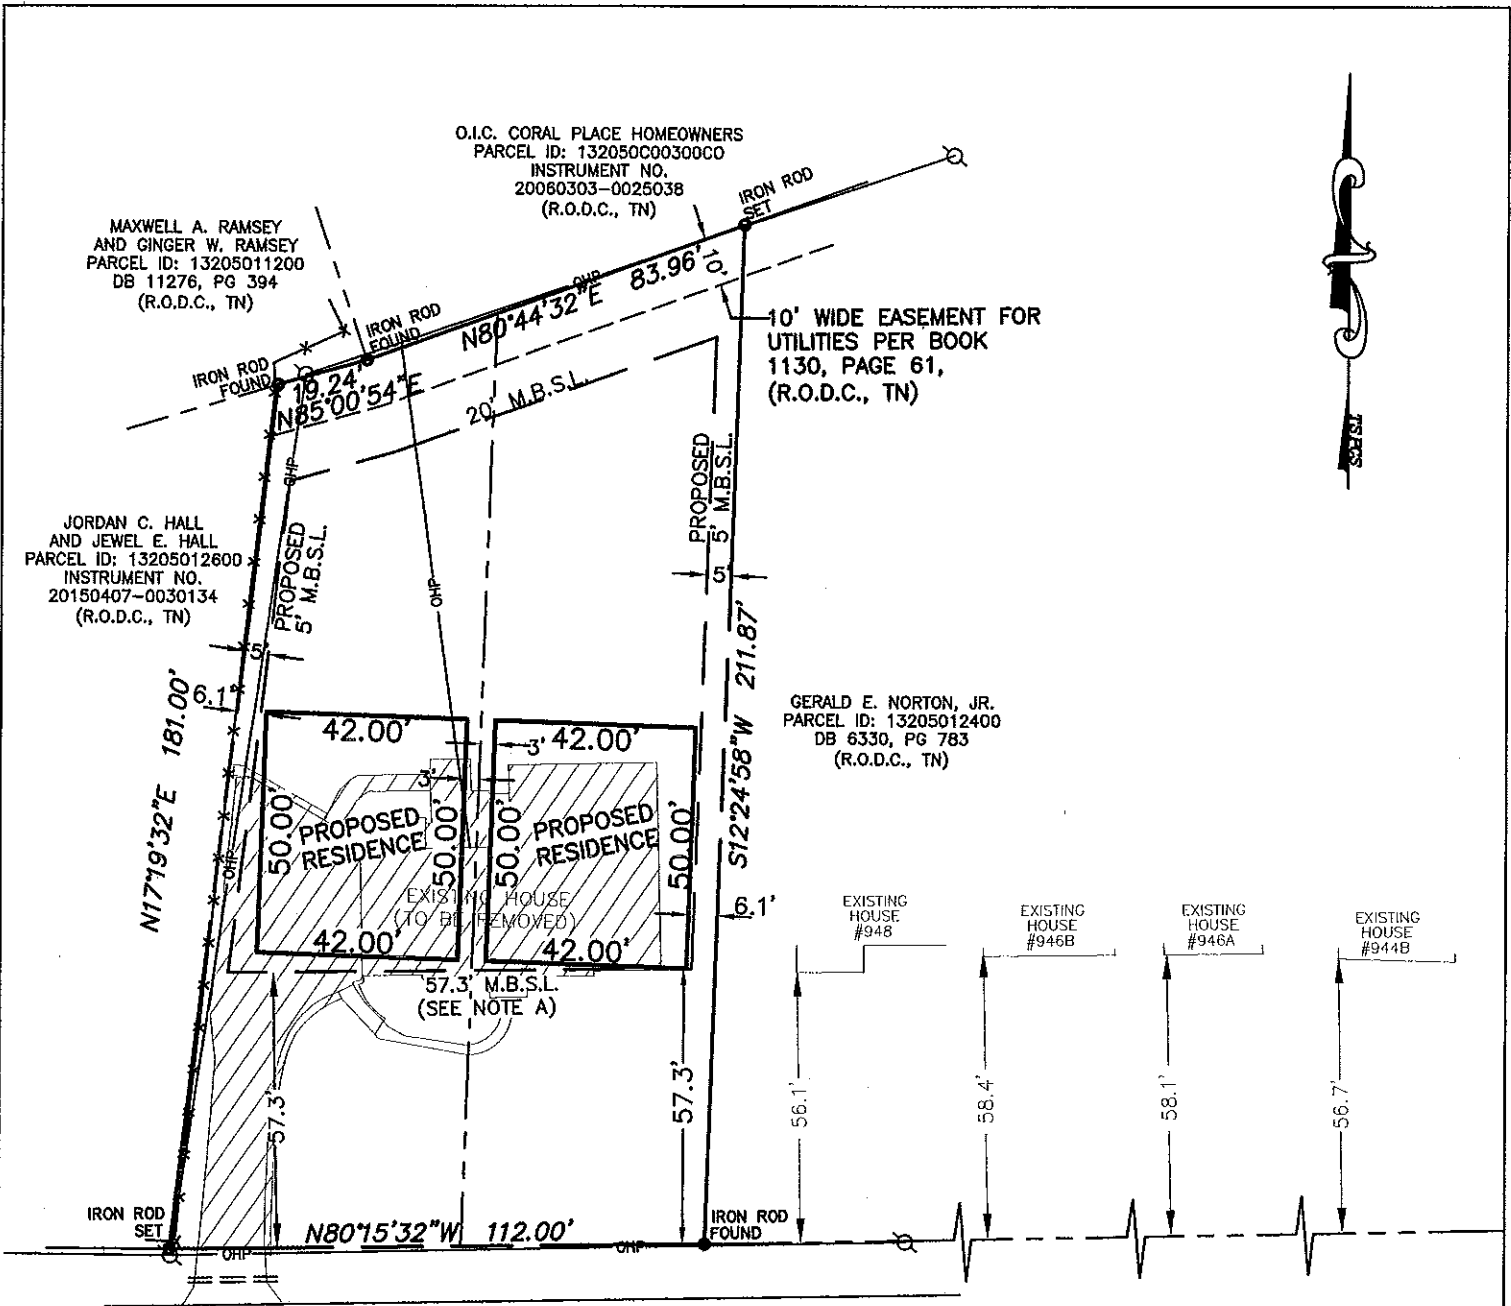 O.I.C. CORAL PLACE HOMEOWNERS
PARCEL ID: 132050C00300CO
INSTRUMENT NO.
20060303-0025038
(R.O.D.C., TN)
IRON ROD
SET
MAXWELL A. RAMSEY
AND GINGER W. RAMSEY
PARCEL ID: 13205011200
DB 11276, PG 394
(R.O.D.C., TN)
IRON ROD
FOUND
IRON ROD
FOUND
OHP
N80°44'32"E 83.96'
10'
19.24'
N85°00'54"E
20' M.B.S.L.
10' WIDE EASEMENT FOR
UTILITIES PER BOOK
1130, PAGE 61,
(R.O.D.C., TN)
OHP
PROPOSED
5' M.B.S.L.
PROPOSED
5' M.B.S.L.
JORDAN C. HALL
AND JEWEL E. HALL
PARCEL ID: 13205012600
INSTRUMENT NO.
20150407-0030134
(R.O.D.C., TN)
OHP
5'
5'
6.1'
N17°19'32"E 181.00'
S12°24'58"W 211.87'
GERALD E. NORTON, JR.
PARCEL ID: 13205012400
DB 6330, PG 783
(R.O.D.C., TN)
42.00'
3'
42.00'
3'
50.00'
PROPOSED
RESIDENCE
50.00'
50.00'
PROPOSED
RESIDENCE
50.00'
OHP
EXISTING HOUSE
(TO BE REMOVED)
6.1'
42.00'
42.00'
57.3' M.B.S.L.
(SEE NOTE A)
EXISTING
HOUSE
#948
EXISTING
HOUSE
#946B
EXISTING
HOUSE
#946A
EXISTING
HOUSE
#944B
57.3'
57.3'
56.1'
58.4'
58.1'
56.7'
IRON ROD
SET
N80°15'32"W 112.00'
IRON ROD
FOUND
OHP
OHP